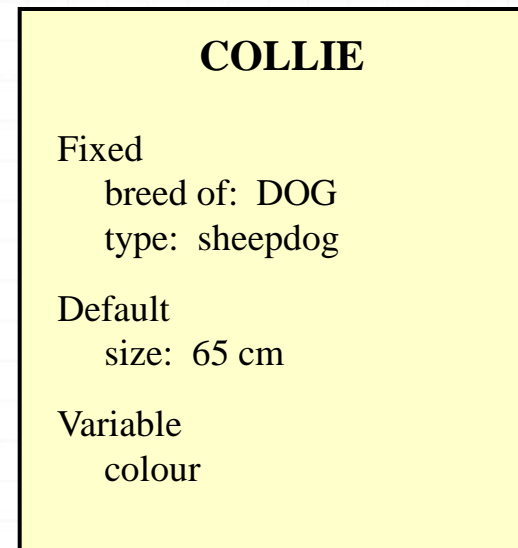 COLLIE
Fixed
breed of: DOG
type: sheepdog
Default
size: 65 cm
Variable
colour